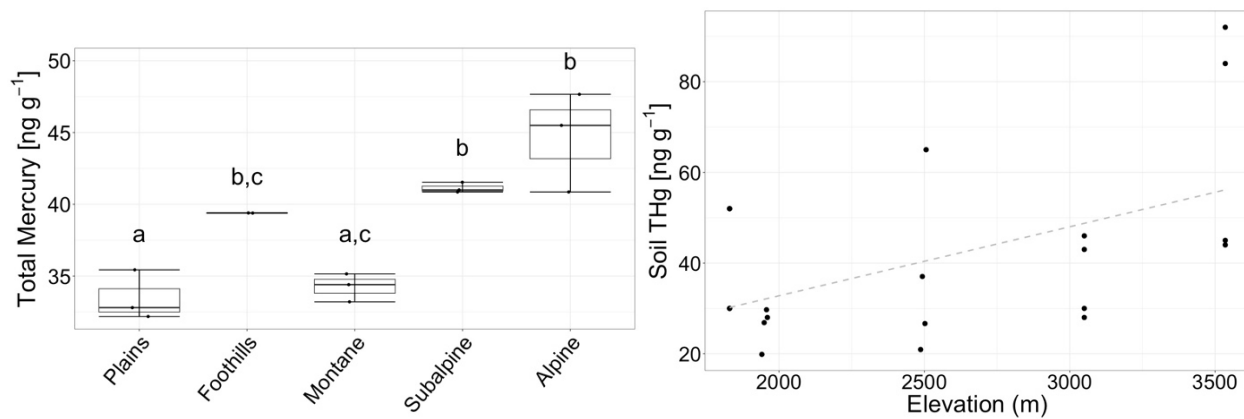 Total Mercury [ng g⁻¹]
50
45
40
35
a
b,c
a,c
b
b
Plains
Foothills
Montane
Subalpine
Alpine
Soil THg [ng g⁻¹]
80
60
40
20
2000
2500
3000
3500
Elevation (m)